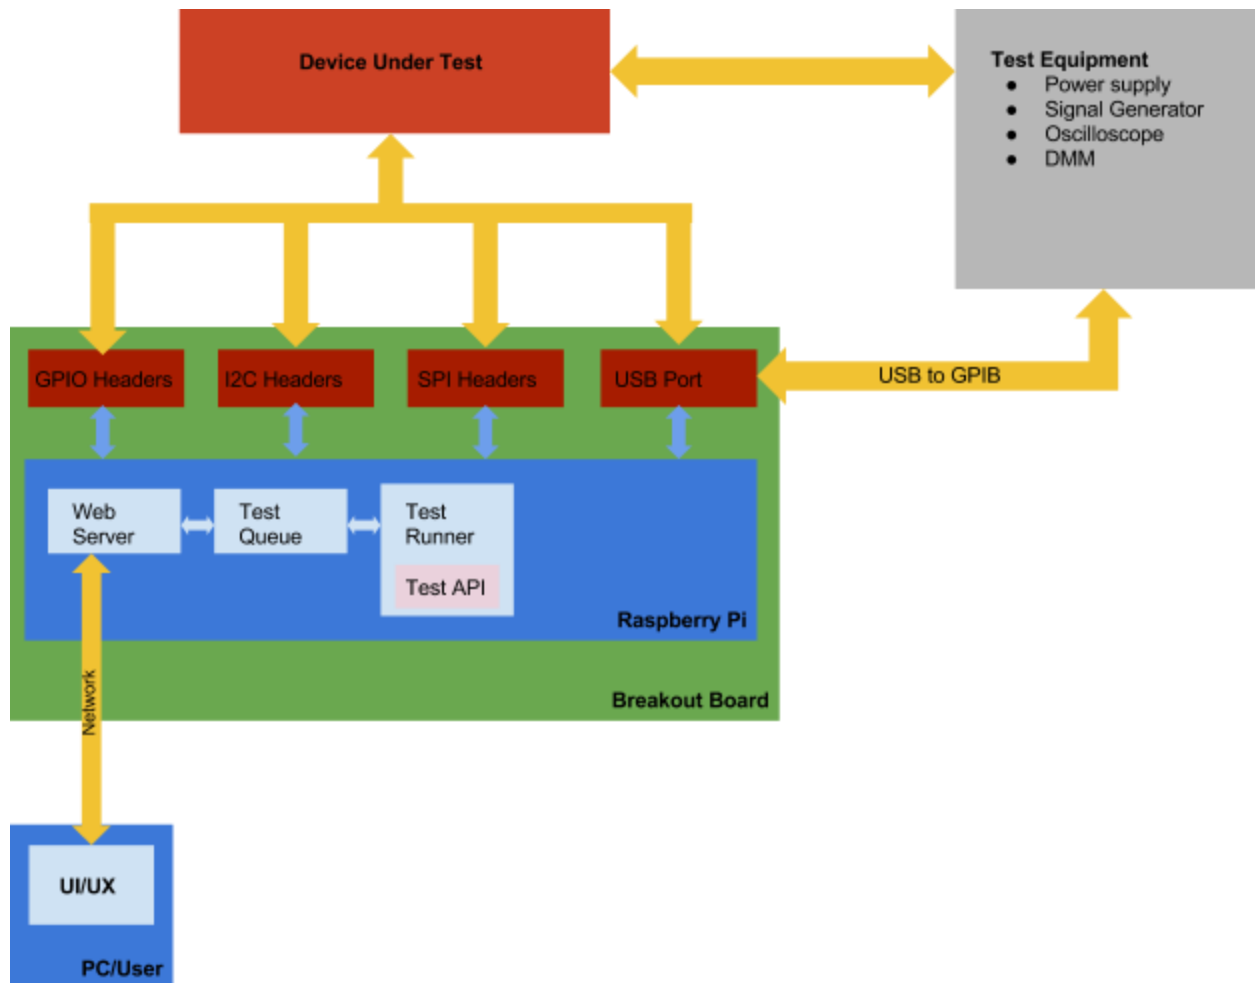 Device Under Test
Test Equipment
● Power supply
● Signal Generator
● Oscilloscope
● DMM
GPIO Headers
I2C Headers
SPI Headers
USB Port
USB to GPIB
Web
Server
Test
Queue
Test
Runner
Test API
Raspberry Pi
Breakout Board
Network
UI/UX
PC/User